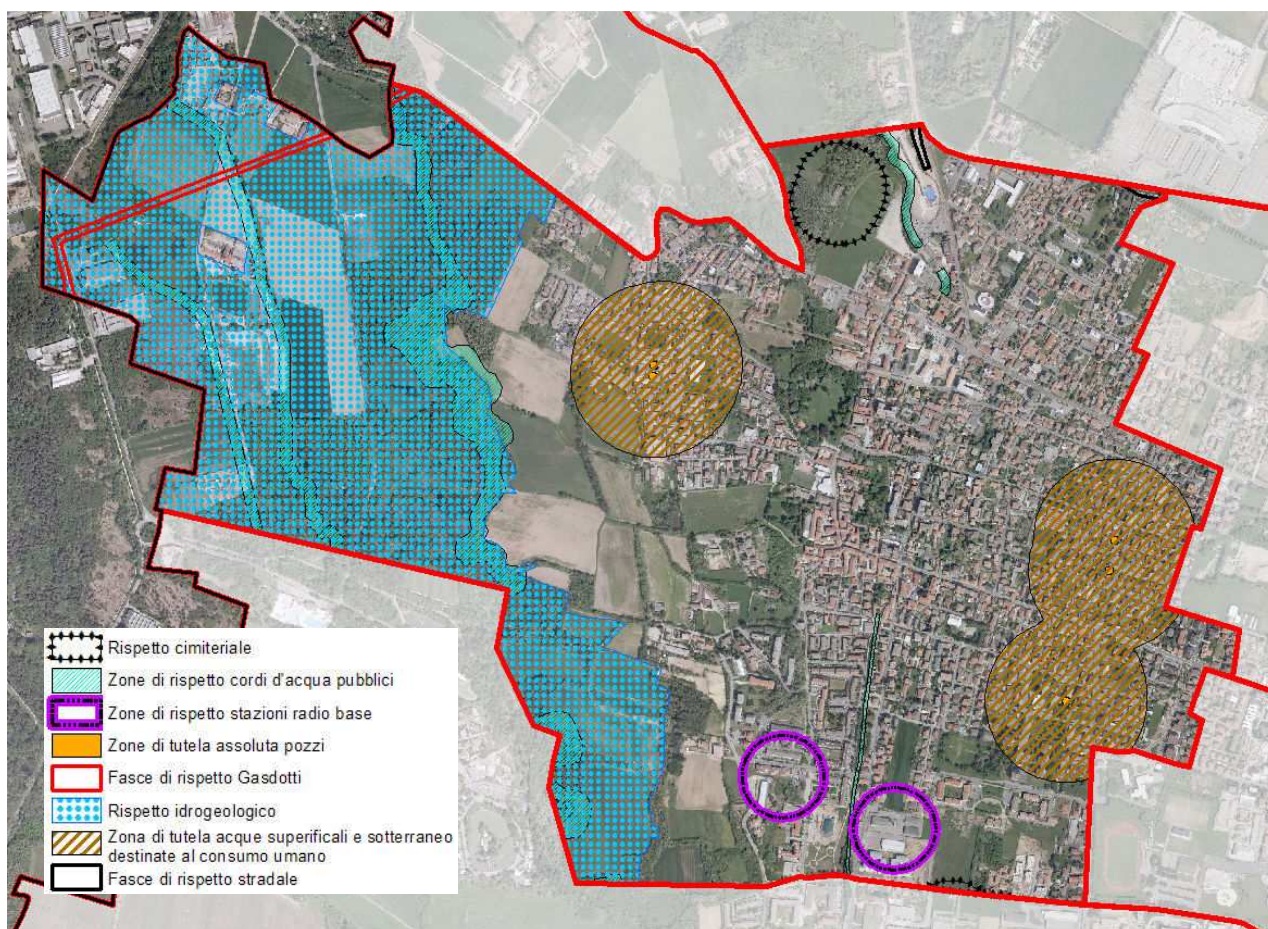 Rispetto cimiteriale
Zone di rispetto cordi d'acqua pubblici
Zone di rispetto stazioni radio base
Zone di tutela assoluta pozzi
Fasce di rispetto Gasdotti
Rispetto idrogeologico
Zona di tutela acque superificali e sotterraneo
destinate al consumo umano
Fasce di rispetto stradale